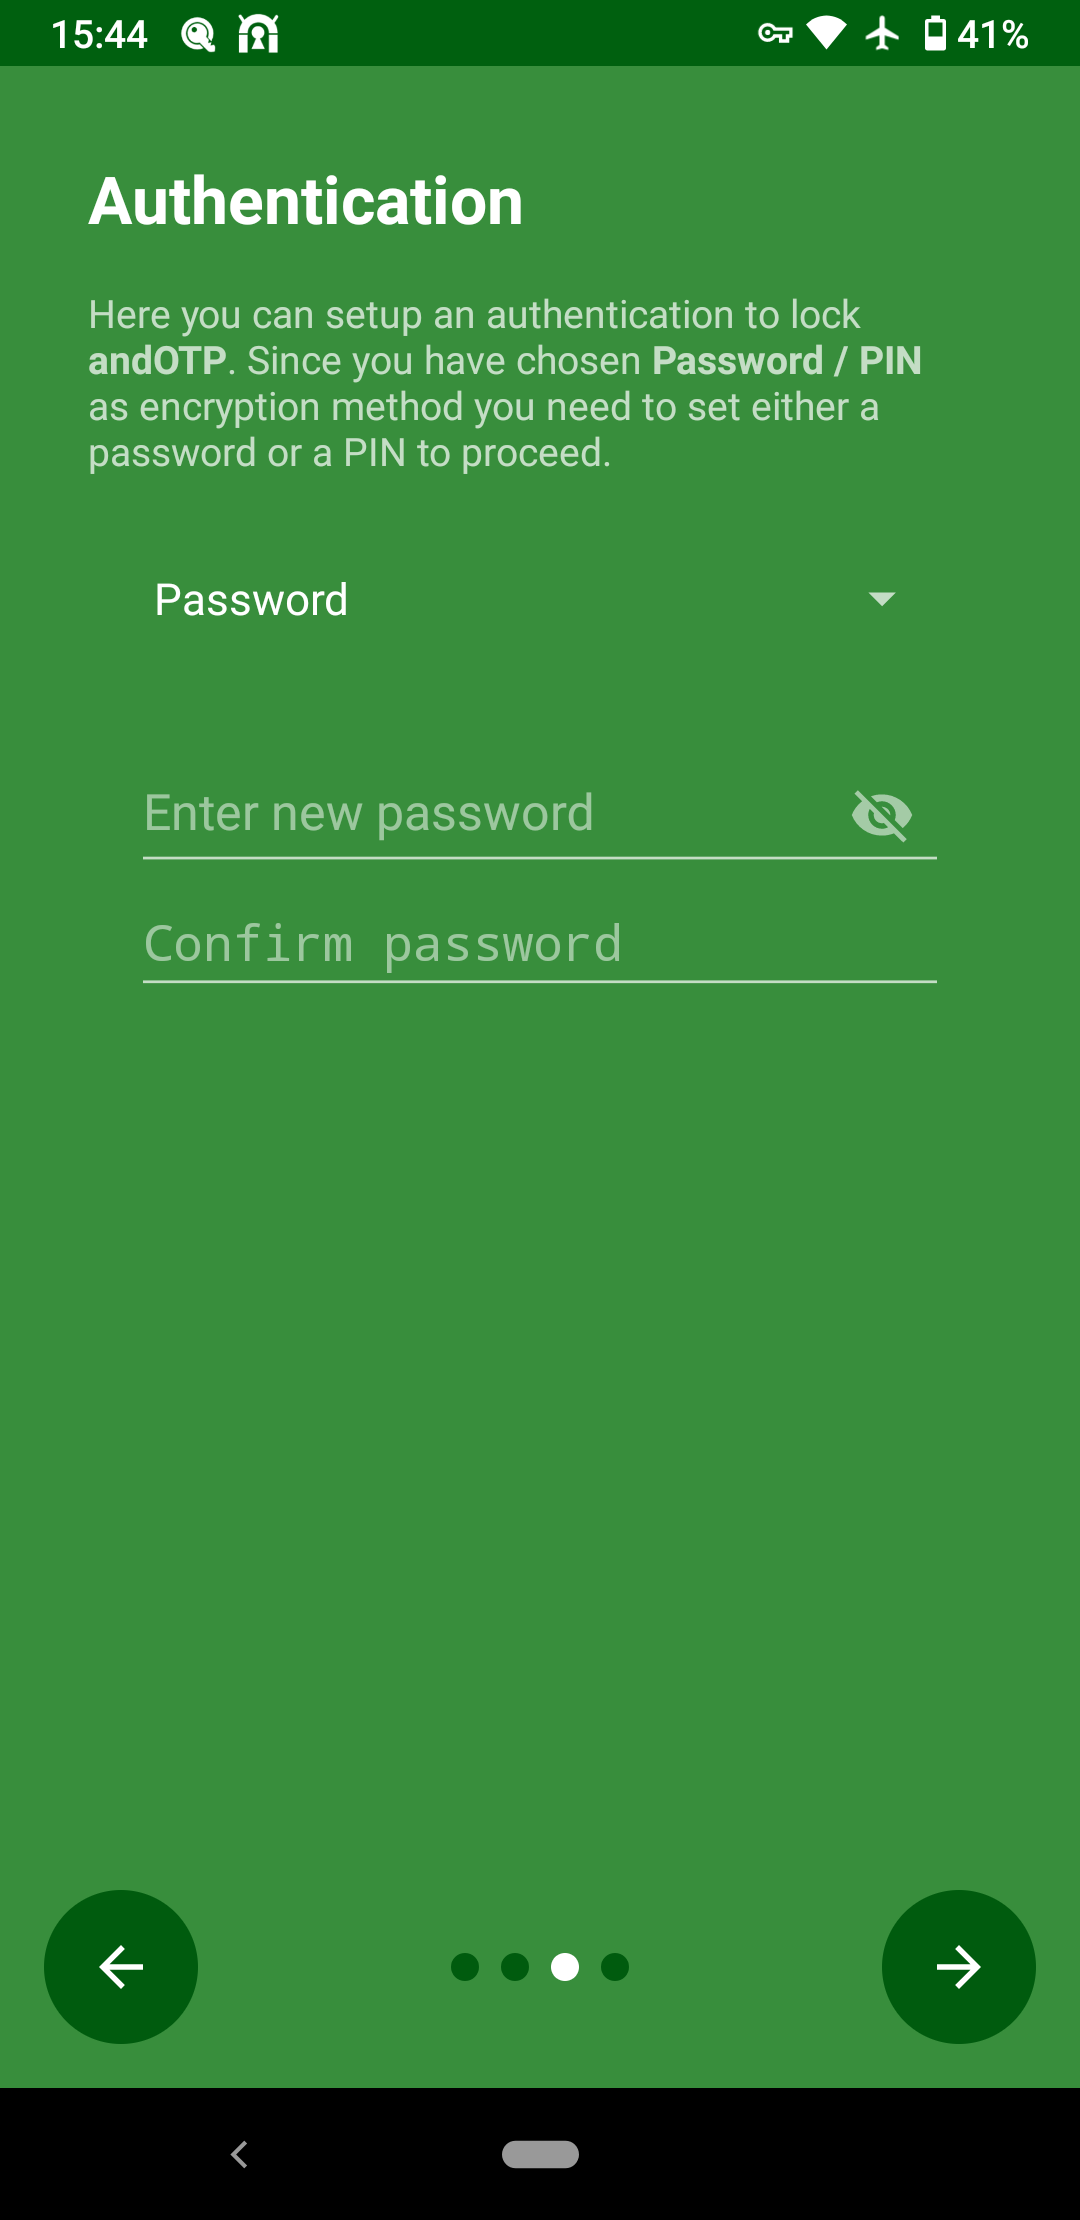 15:44
41%
Authentication
Here you can setup an authentication to lock
andOTP. Since you have chosen Password / PIN
as encryption method you need to set either a
password or a PIN to proceed.
Password
Enter new password
Confirm password